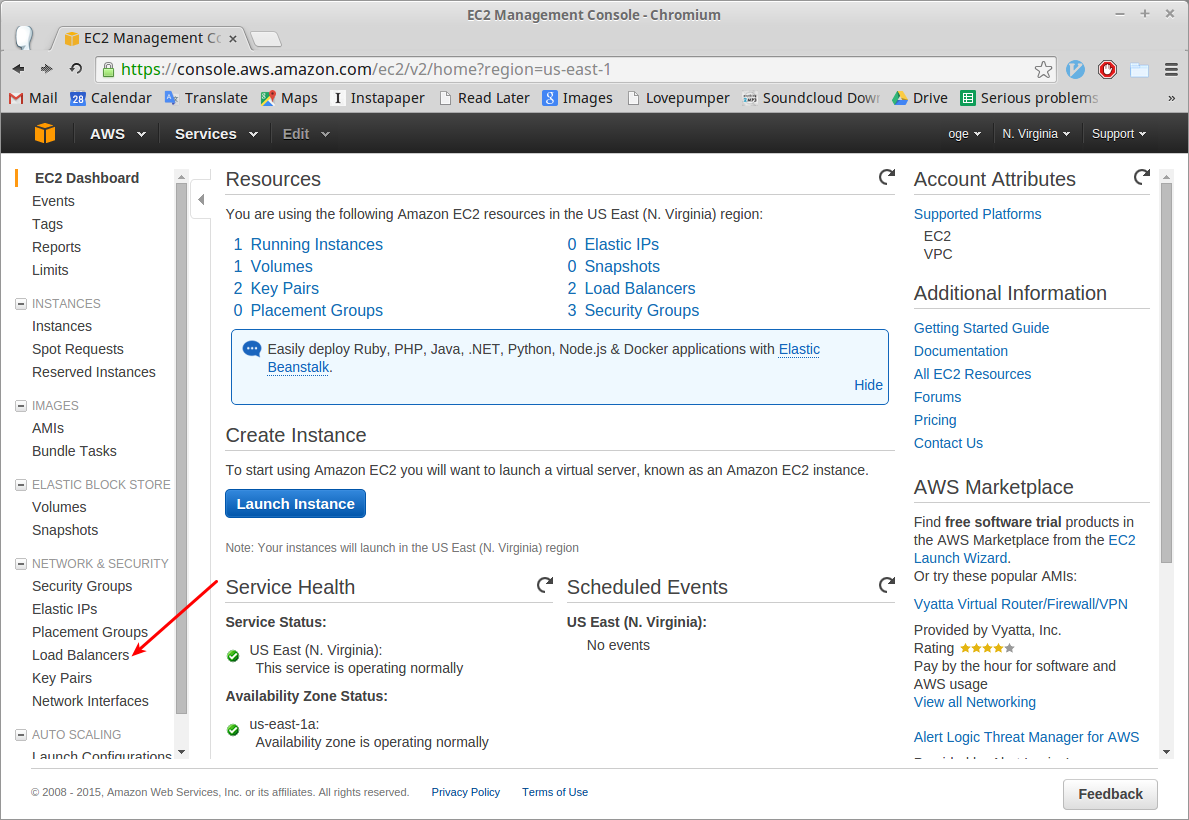 EC2 Management Console - Chromium
EC2 Management Co
https://console.aws.amazon.com/ec2/v2/home?region=us-east-1
Mail 28 Calendar Translate Maps I Instapaper Read Later 8 Images Lovepumper Soundcloud Down Drive Serious problems »
AWS Services Edit oge N. Virginia Support
EC2 Dashboard
Events
Tags
Reports
Limits
INSTANCES
Instances
Spot Requests
Reserved Instances
IMAGES
AMIs
Bundle Tasks
ELASTIC BLOCK STORE
Volumes
Snapshots
NETWORK & SECURITY
Security Groups
Elastic IPs
Placement Groups
Load Balancers
Key Pairs
Network Interfaces
AUTO SCALING
Launch Configurations
Resources
You are using the following Amazon EC2 resources in the US East (N. Virginia) region:
1 Running Instances 0 Elastic IPs
1 Volumes 0 Snapshots
2 Key Pairs 2 Load Balancers
0 Placement Groups 3 Security Groups
Easily deploy Ruby, PHP, Java, .NET, Python, Node.js & Docker applications with Elastic
Beanstalk.
Hide
Create Instance
To start using Amazon EC2 you will want to launch a virtual server, known as an Amazon EC2 instance.
Launch Instance
Note: Your instances will launch in the US East (N. Virginia) region
Service Health
Service Status:
US East (N. Virginia):
This service is operating normally
Availability Zone Status:
us-east-1a:
Availability zone is operating normally
Scheduled Events
US East (N. Virginia):
No events
Account Attributes
Supported Platforms
EC2
VPC
Additional Information
Getting Started Guide
Documentation
All EC2 Resources
Forums
Pricing
Contact Us
AWS Marketplace
Find free software trial products in
the AWS Marketplace from the EC2
Launch Wizard.
Or try these popular AMIs:
Vyatta Virtual Router/Firewall/VPN
Provided by Vyatta, Inc.
Rating
Pay by the hour for software and
AWS usage
View all Networking
Alert Logic Threat Manager for AWS
© 2008 - 2015, Amazon Web Services, Inc. or its affiliates. All rights reserved. Privacy Policy Terms of Use
Feedback